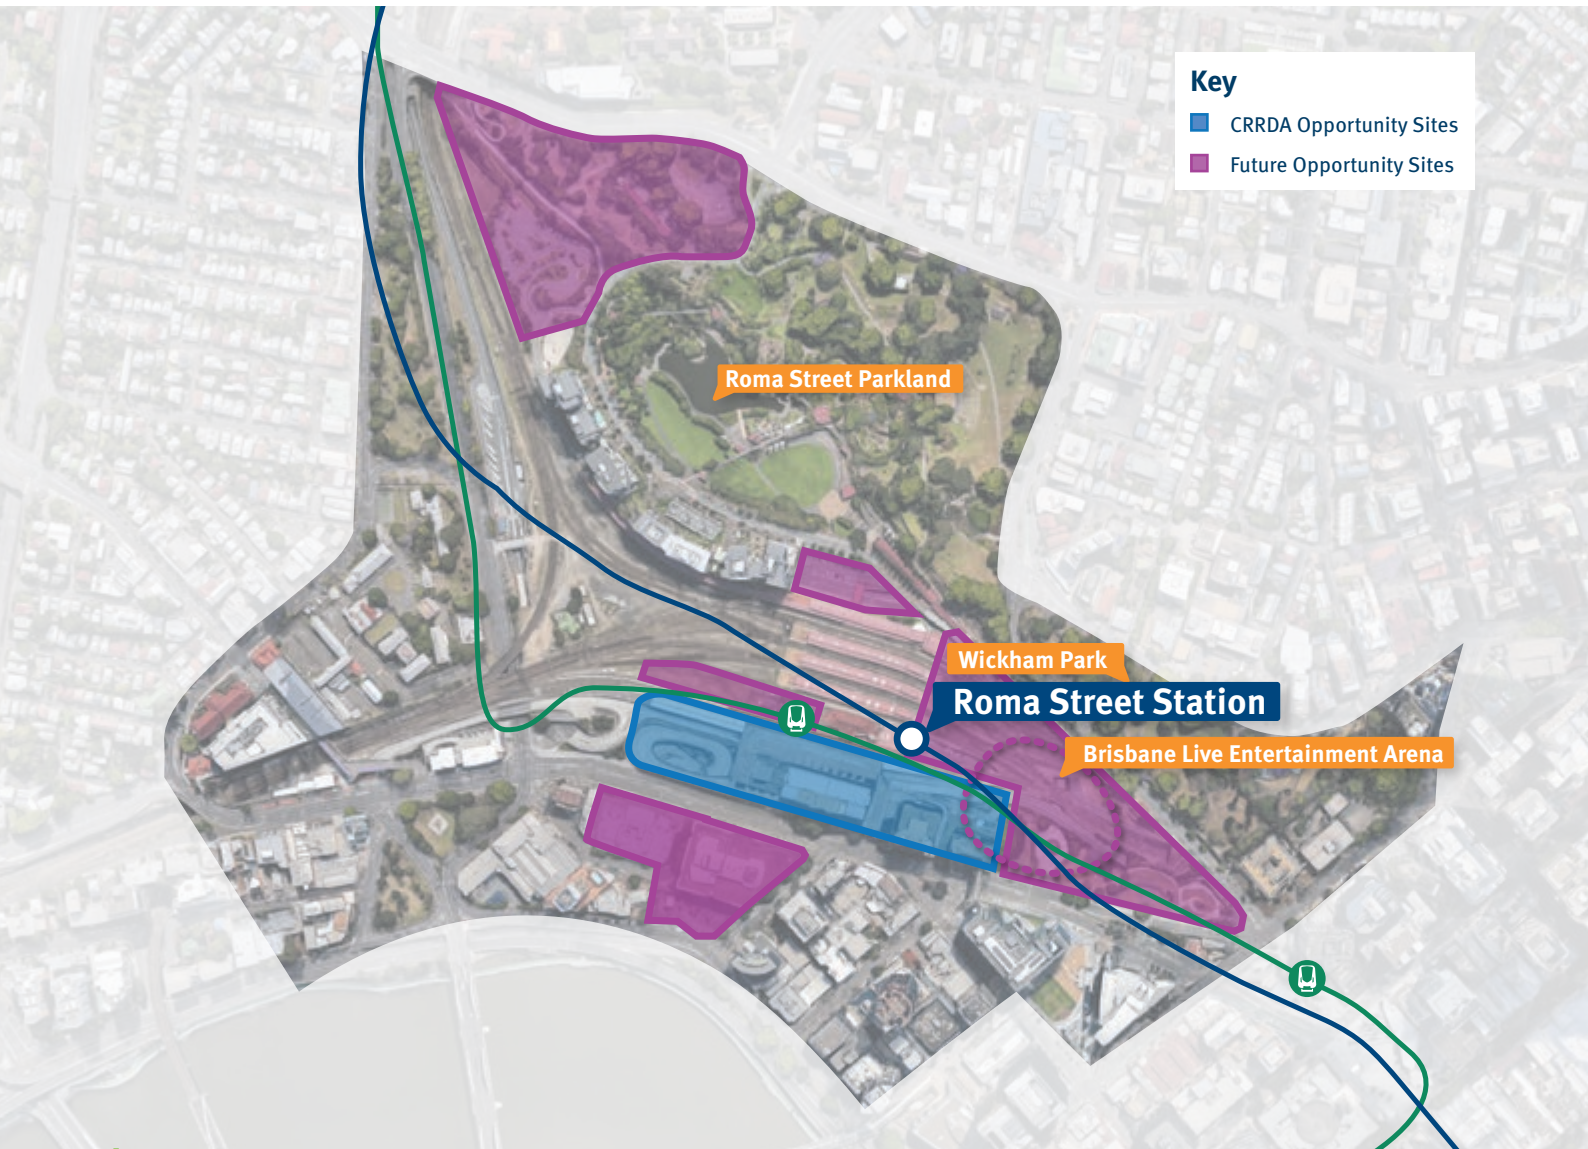 Key
CRRDA Opportunity Sites
Future Opportunity Sites
Roma Street Parkland
Wickham Park
Roma Street Station
Brisbane Live Entertainment Arena